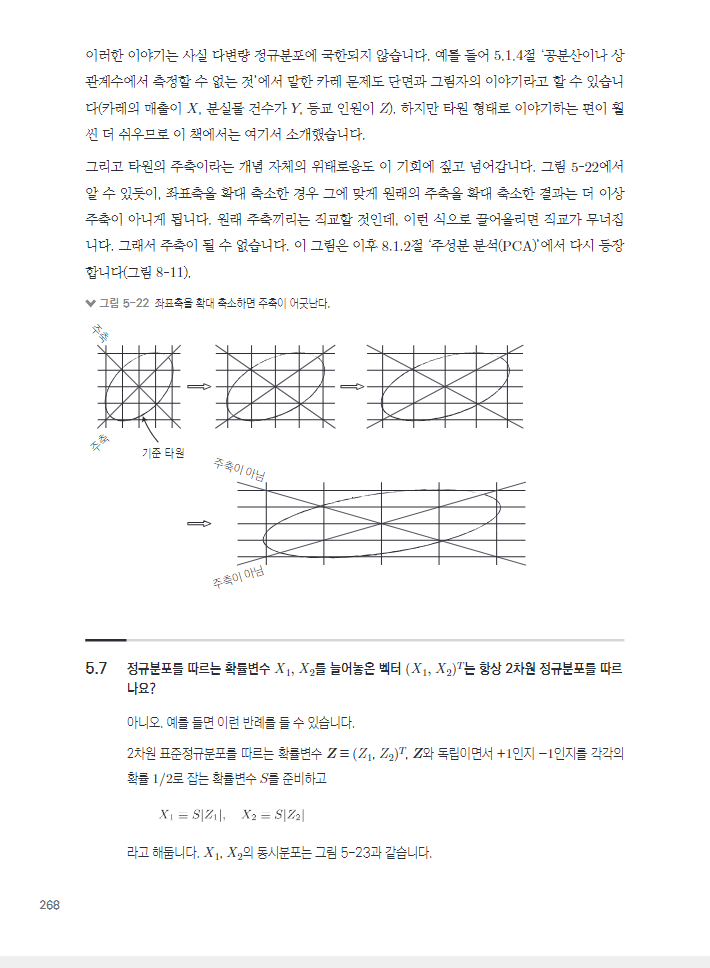 이러한 이야기는 사실 다변량 정규분포에 국한되지 않습니다. 예를 들어 5.1.4절 ‘공분산이나 상
관계수에서 측정할 수 없는 것’에서 말한 카레 문제도 단면과 그림자의 이야기라고 할 수 있습니
다(카레의 매출이 X, 분실물 건수가 Y, 등교 인원이 Z). 하지만 타원 형태로 이야기하는 편이 훨
씬 더 쉬우므로 이 책에서는 여기서 소개했습니다.
그리고 타원의 주축이라는 개념 자체의 위태로움도 이 기회에 짚고 넘어갑니다. 그림 5-22에서
알 수 있듯이, 좌표축을 확대 축소한 경우 그에 맞게 원래의 주축을 확대 축소한 결과는 더 이상
주축이 아니게 됩니다. 원래 주축끼리는 직교할 것인데, 이런 식으로 끌어올리면 직교가 무너집
니다. 그래서 주축이 될 수 없습니다. 이 그림은 이후 8.1.2절 ‘주성분 분석(PCA)’에서 다시 등장
합니다(그림 8-11).
그림 5-22 좌표축을 확대 축소하면 주축이 어긋난다.
주축
주축
기준 타원
주축이 아님
주축이 아님
5.7 정규분포를 따르는 확률변수 X₁, X₂를 늘어놓은 벡터 (X₁, X₂)ᵀ는 항상 2차원 정규분포를 따르
나요?
아니오. 예를 들면 이런 반례를 들 수 있습니다.
2차원 표준정규분포를 따르는 확률변수 Z ≡ (Z₁, Z₂)ᵀ, Z와 독립이면서 +1인지 −1인지를 각각의
확률 1/2로 잡는 확률변수 S를 준비하고
X₁ ≡ S|Z₁|, X₂ ≡ S|Z₂|
라고 해둡니다. X₁, X₂의 동시분포는 그림 5-23과 같습니다.
268